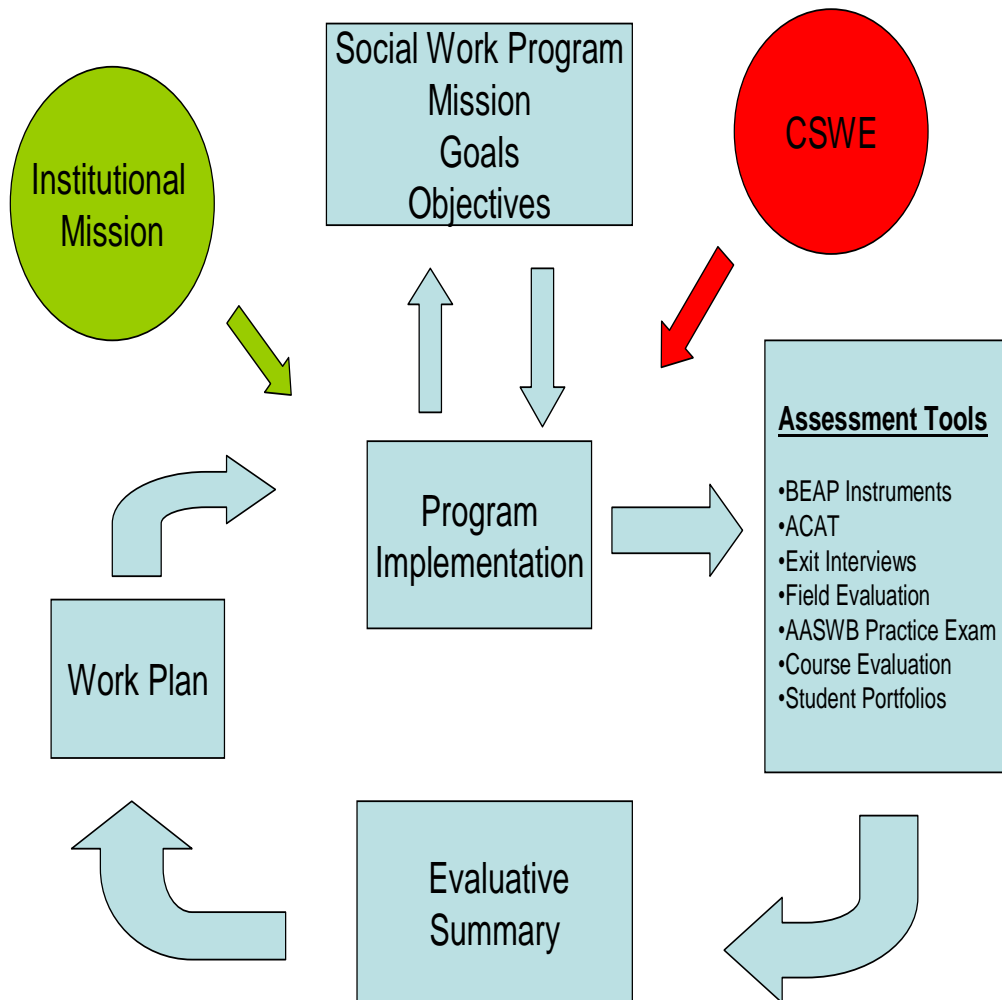 Social Work Program
Mission
Goals
Objectives
CSWE
Institutional
Mission
Assessment Tools
•BEAP Instruments
•ACAT
•Exit Interviews
•Field Evaluation
•AASWB Practice Exam
•Course Evaluation
•Student Portfolios
Program
Implementation
Work Plan
Evaluative
Summary